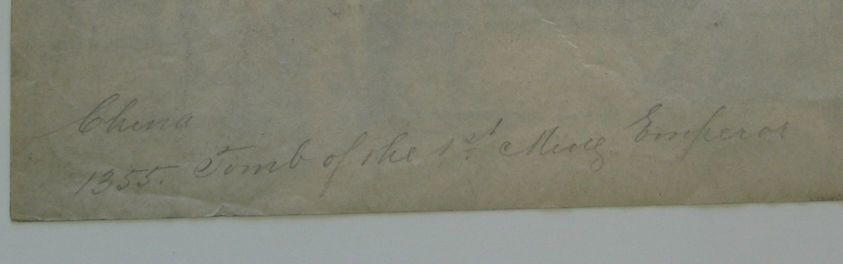 China
1355. Tomb of the 1st Ming Emperor